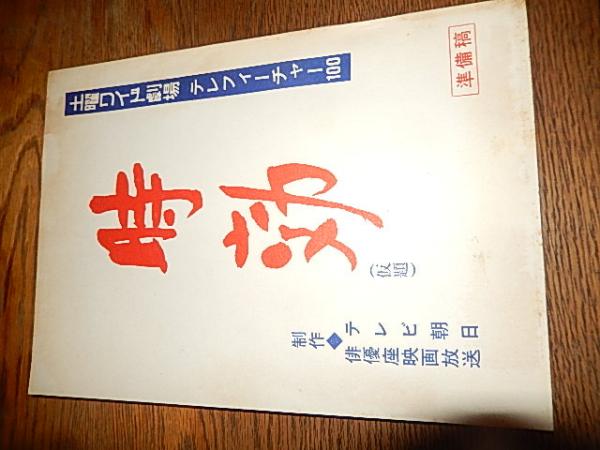 準備稿
土曜ワイド劇場 テレフィーチャー100
時効
(仮題)
制作◆テレビ朝日
俳優座映画放送